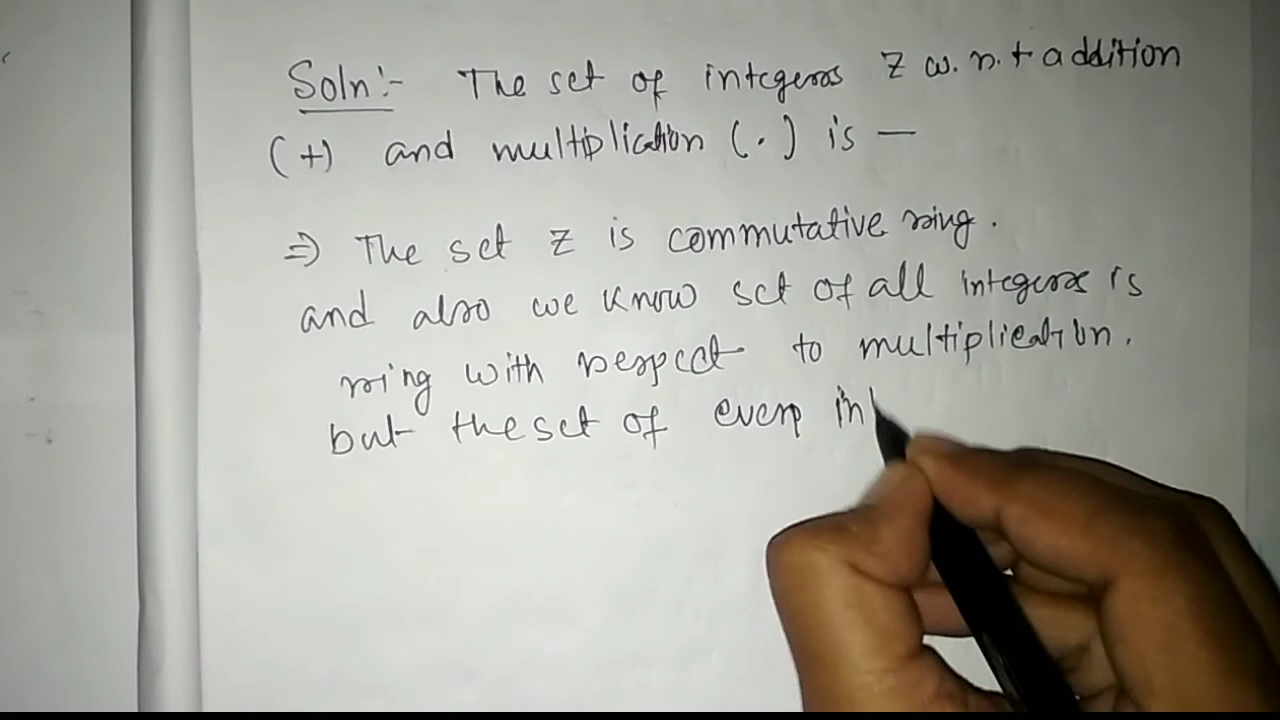 Soln:- The set of integers Z w.r.t addition
(+) and multiplication (.) is —
⇒ The set Z is commutative ring.
and also we know set of all integers is
ring with respect to multiplication.
but the set of even in